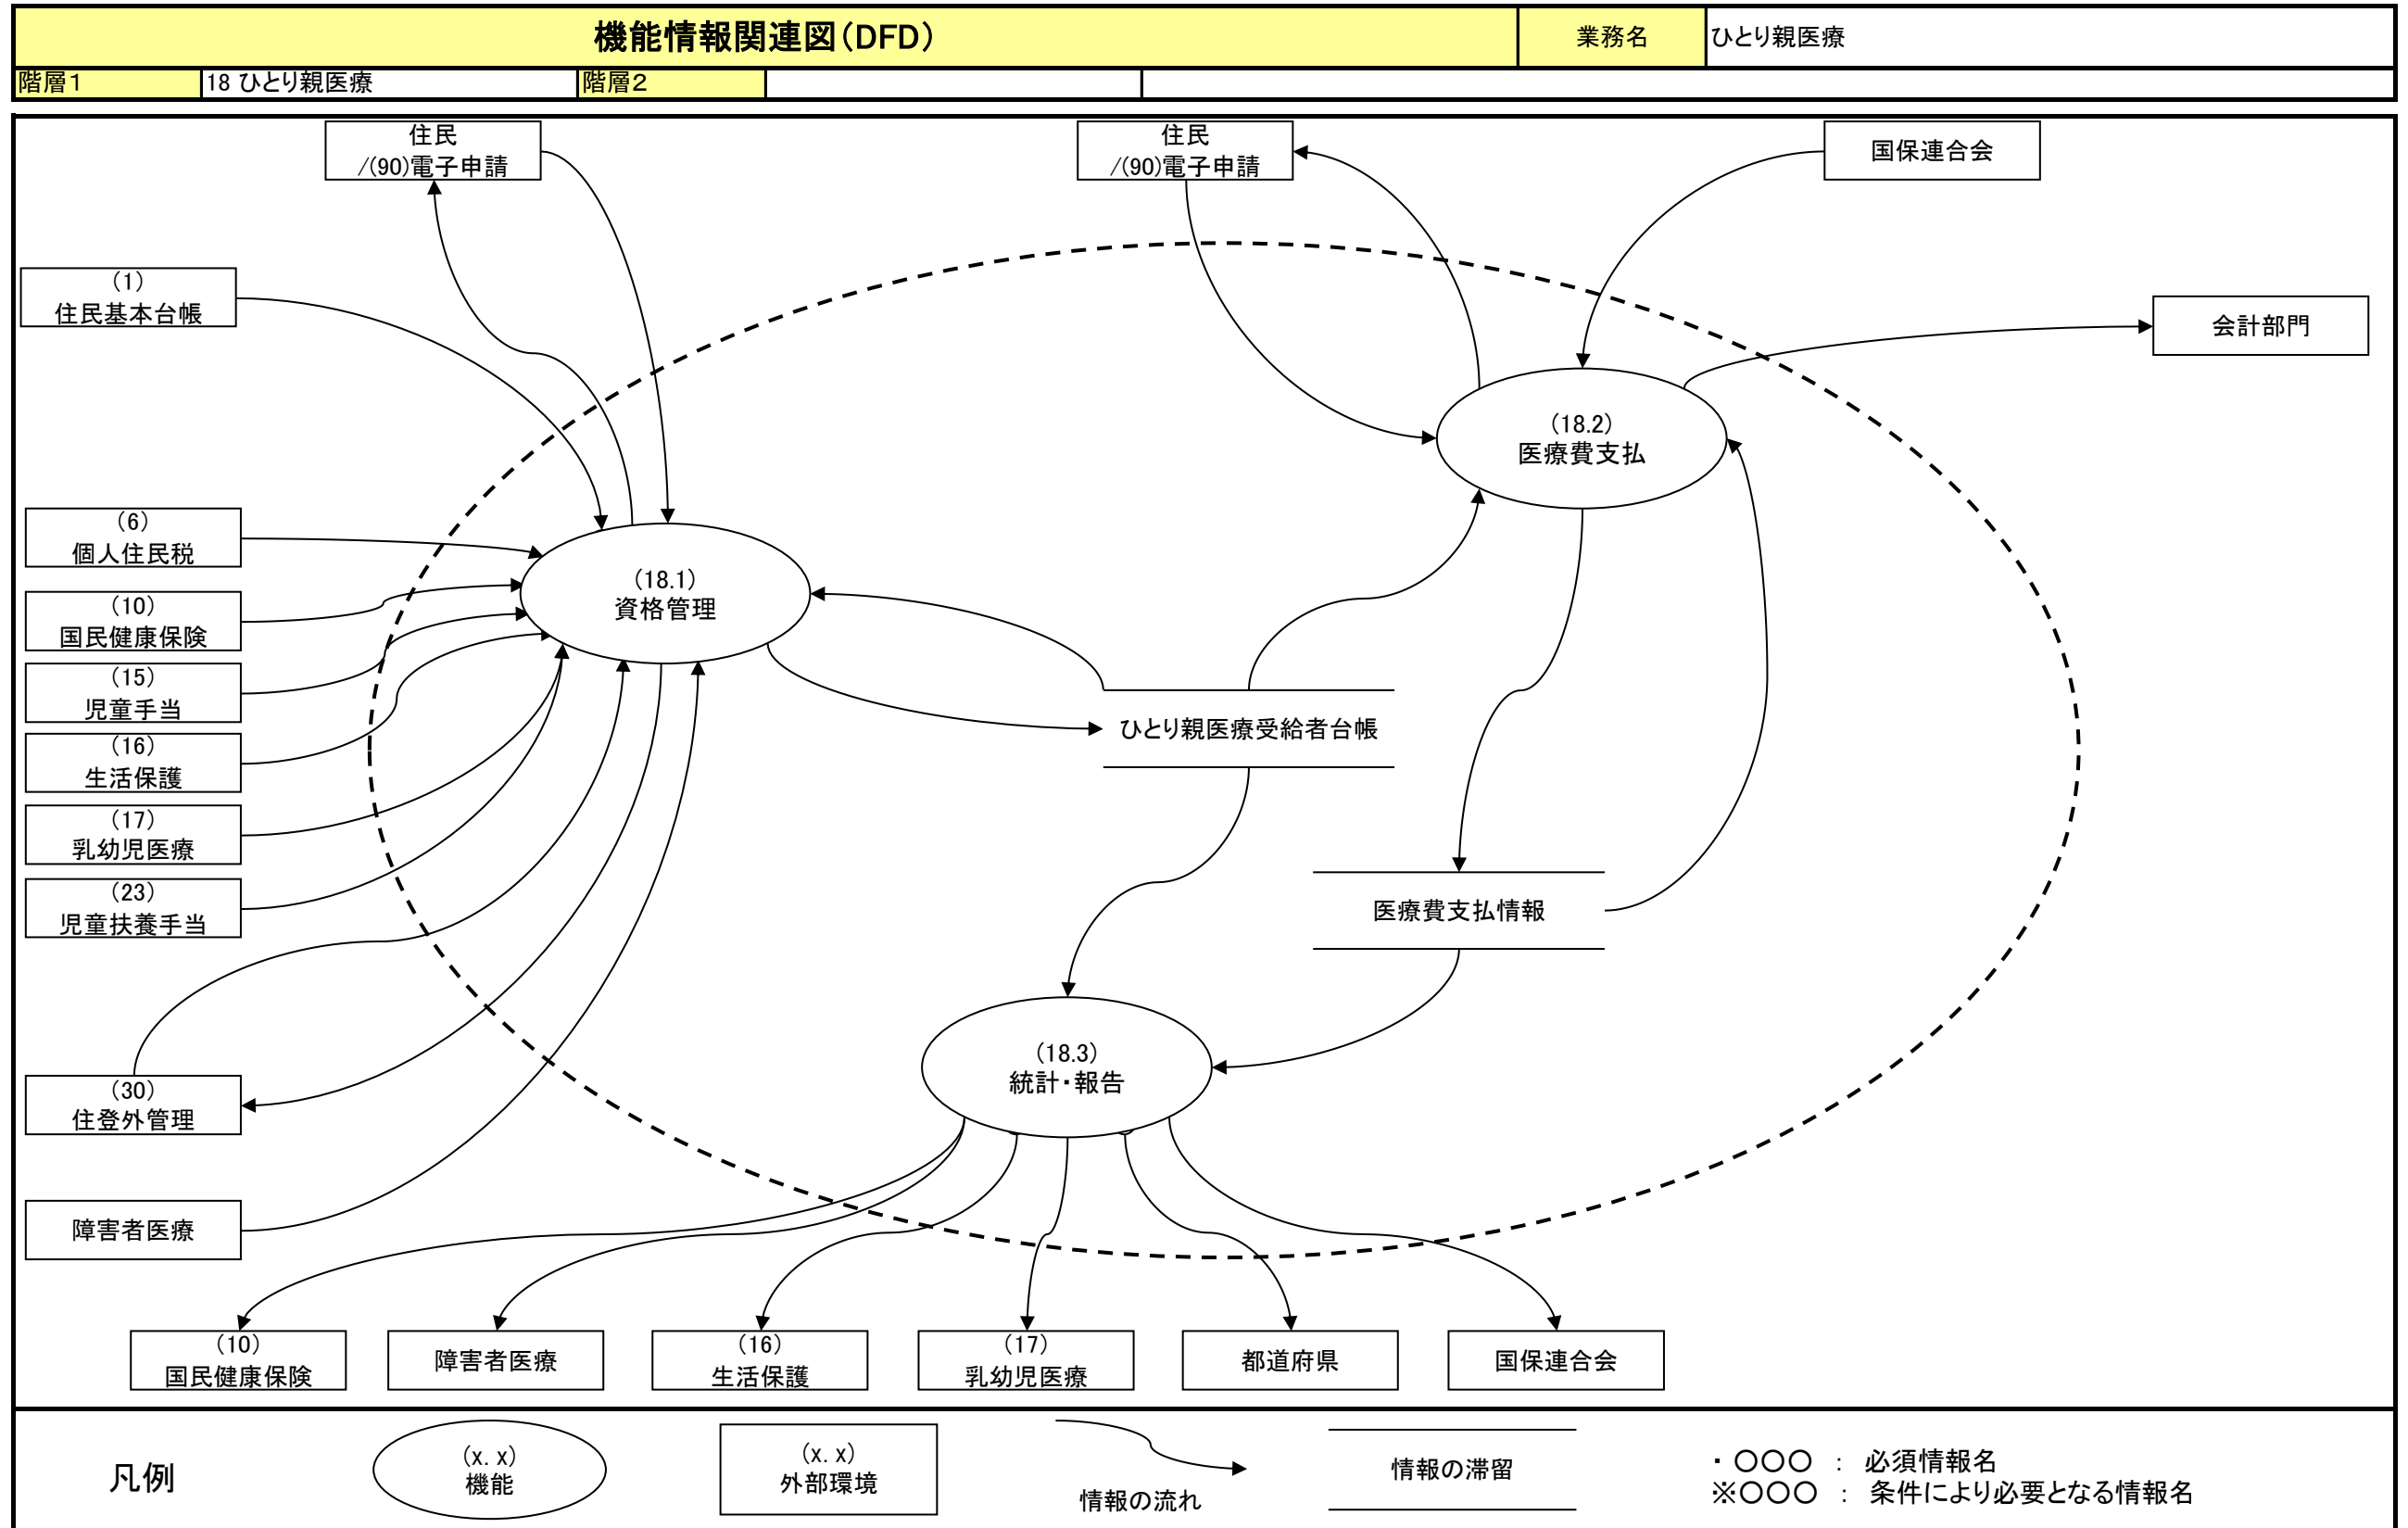 機能情報関連図(DFD)
業務名
ひとり親医療
階層1
18 ひとり親医療
階層2
住民
/(90)電子申請
住民
/(90)電子申請
国保連合会
(1)
住民基本台帳
会計部門
(18.2)
医療費支払
(6)
個人住民税
(18.1)
資格管理
(10)
国民健康保険
(15)
児童手当
ひとり親医療受給者台帳
(16)
生活保護
(17)
乳幼児医療
(23)
児童扶養手当
医療費支払情報
(18.3)
統計・報告
(30)
住登外管理
障害者医療
(10)
国民健康保険
障害者医療
(16)
生活保護
(17)
乳幼児医療
都道府県
国保連合会
凡例
(x.x)
機能
(x.x)
外部環境
情報の流れ
情報の滞留
・〇〇〇 : 必須情報名
※〇〇〇 : 条件により必要となる情報名